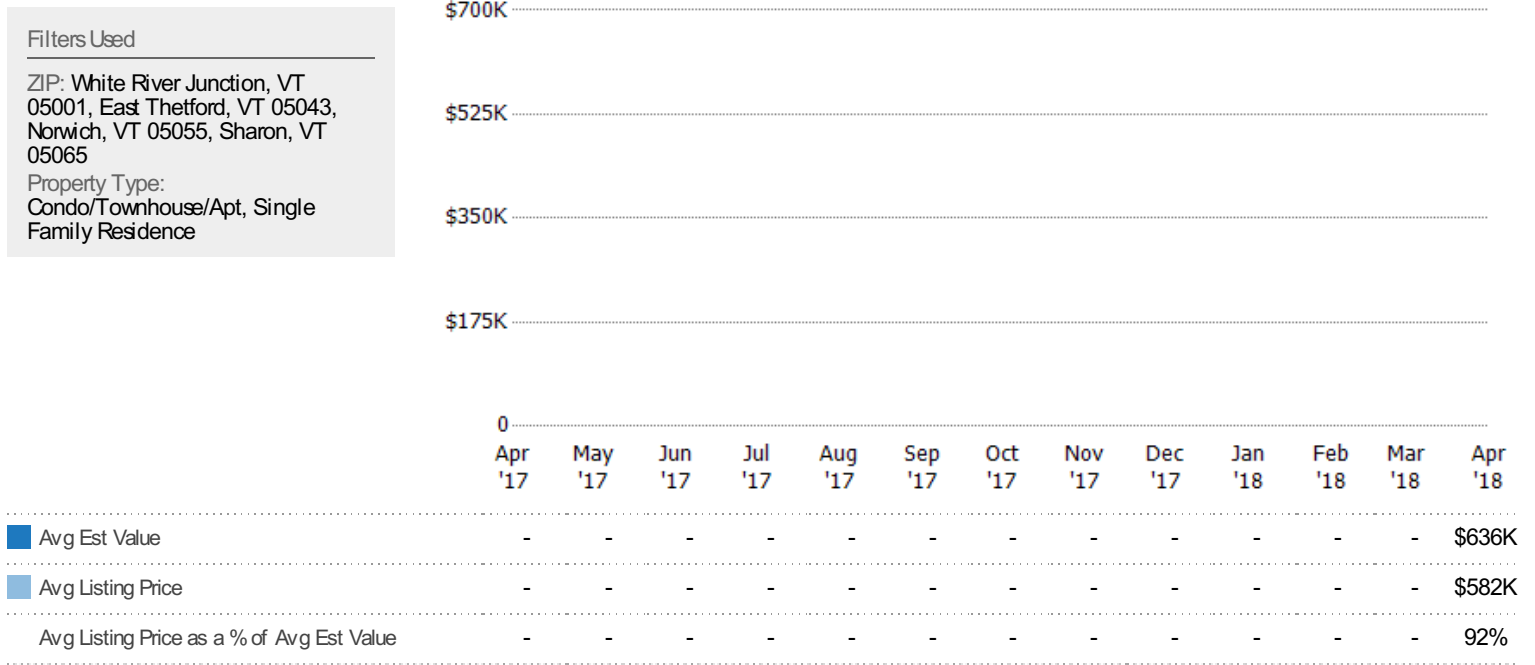 Filters Used
ZIP: White River Junction, VT
05001, East Thetford, VT 05043,
Norwich, VT 05055, Sharon, VT
05065
Property Type:
Condo/Townhouse/Apt, Single
Family Residence
$700K
$525K
$350K
$175K
0
Apr May Jun Jul Aug Sep Oct Nov Dec Jan Feb Mar Apr
'17 '17 '17 '17 '17 '17 '17 '17 '17 '18 '18 '18 '18
Avg Est Value - - - - - - - - - - - - $636K
Avg Listing Price - - - - - - - - - - - - $582K
Avg Listing Price as a % of Avg Est Value - - - - - - - - - - - - 92%